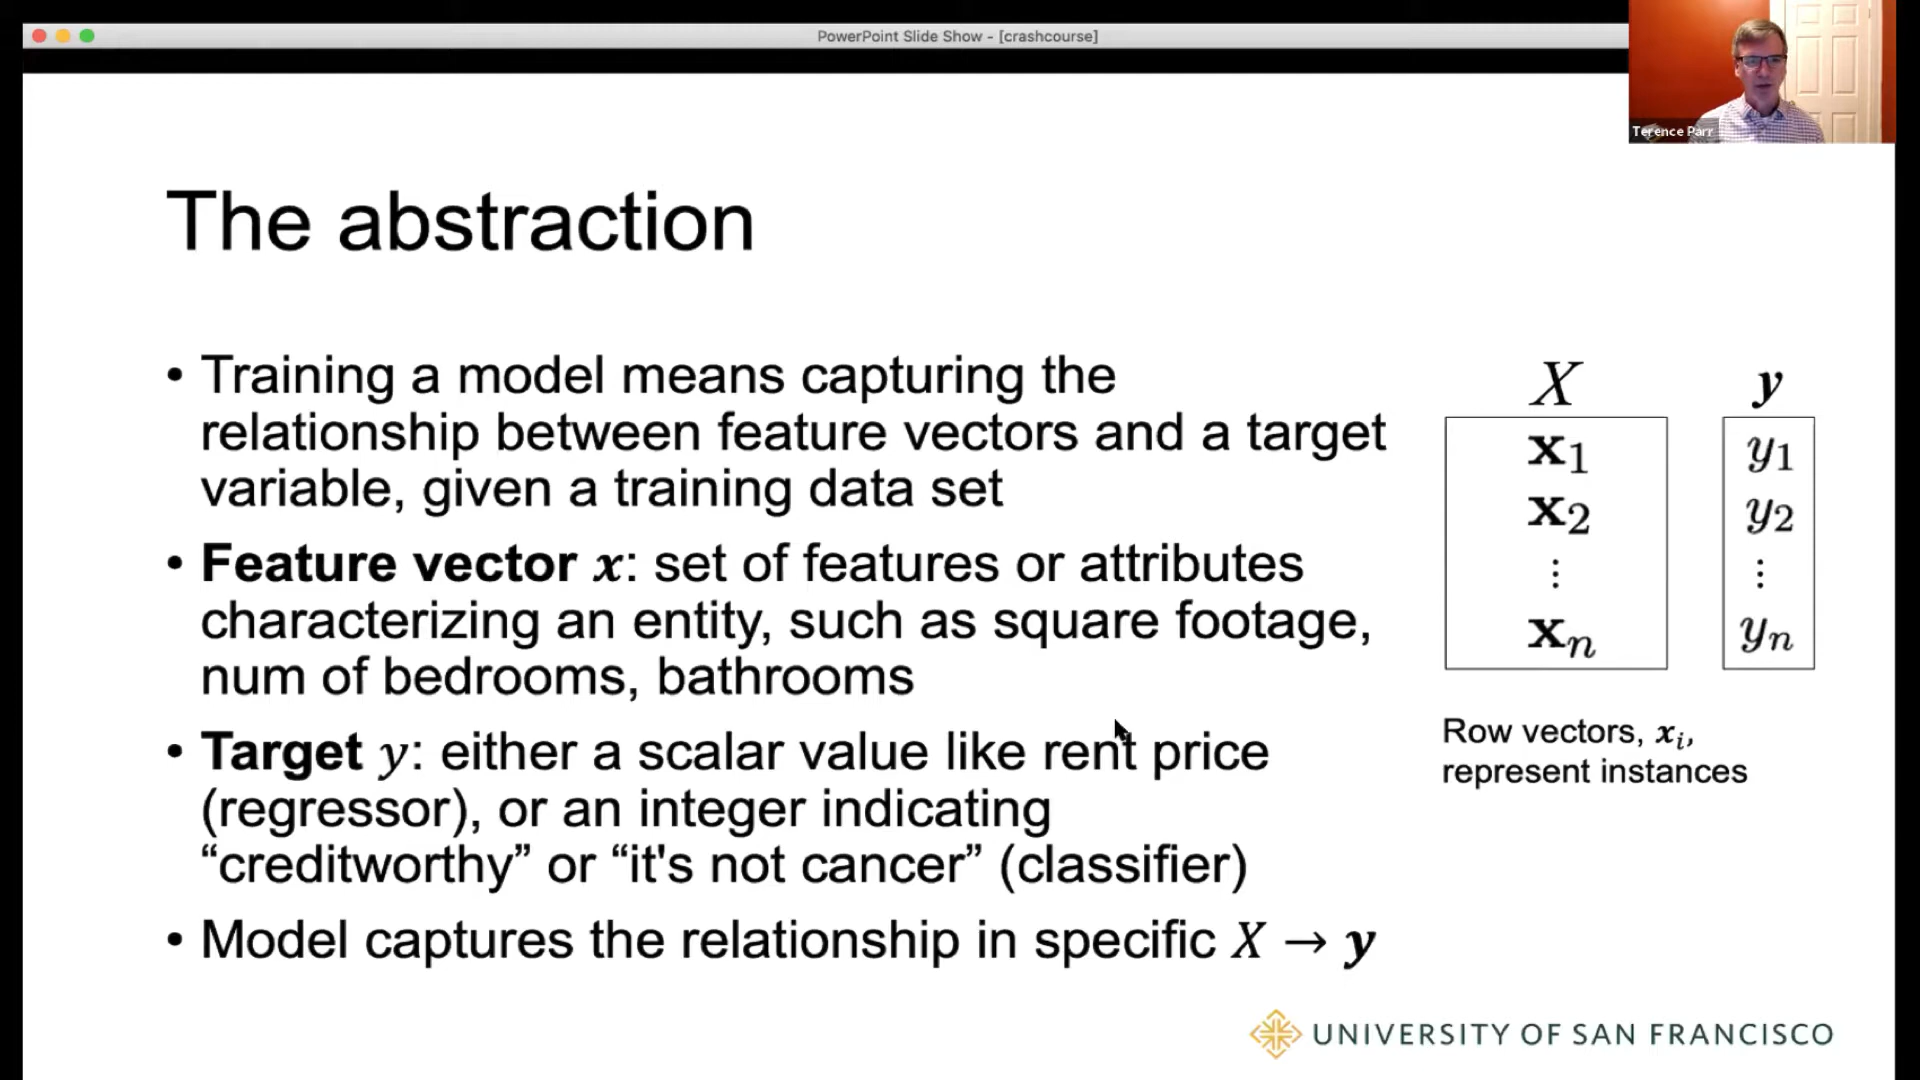 PowerPoint Slide Show - [crashcourse]
Terence Parr
The abstraction
• Training a model means capturing the
relationship between feature vectors and a target
variable, given a training data set
• Feature vector x: set of features or attributes
characterizing an entity, such as square footage,
num of bedrooms, bathrooms
• Target y: either a scalar value like rent price
(regressor), or an integer indicating
“creditworthy” or “it's not cancer” (classifier)
• Model captures the relationship in specific X → y
X y
x₁ y₁
x₂ y₂
⋮ ⋮
xₙ yₙ
Row vectors, xᵢ,
represent instances
UNIVERSITY OF SAN FRANCISCO